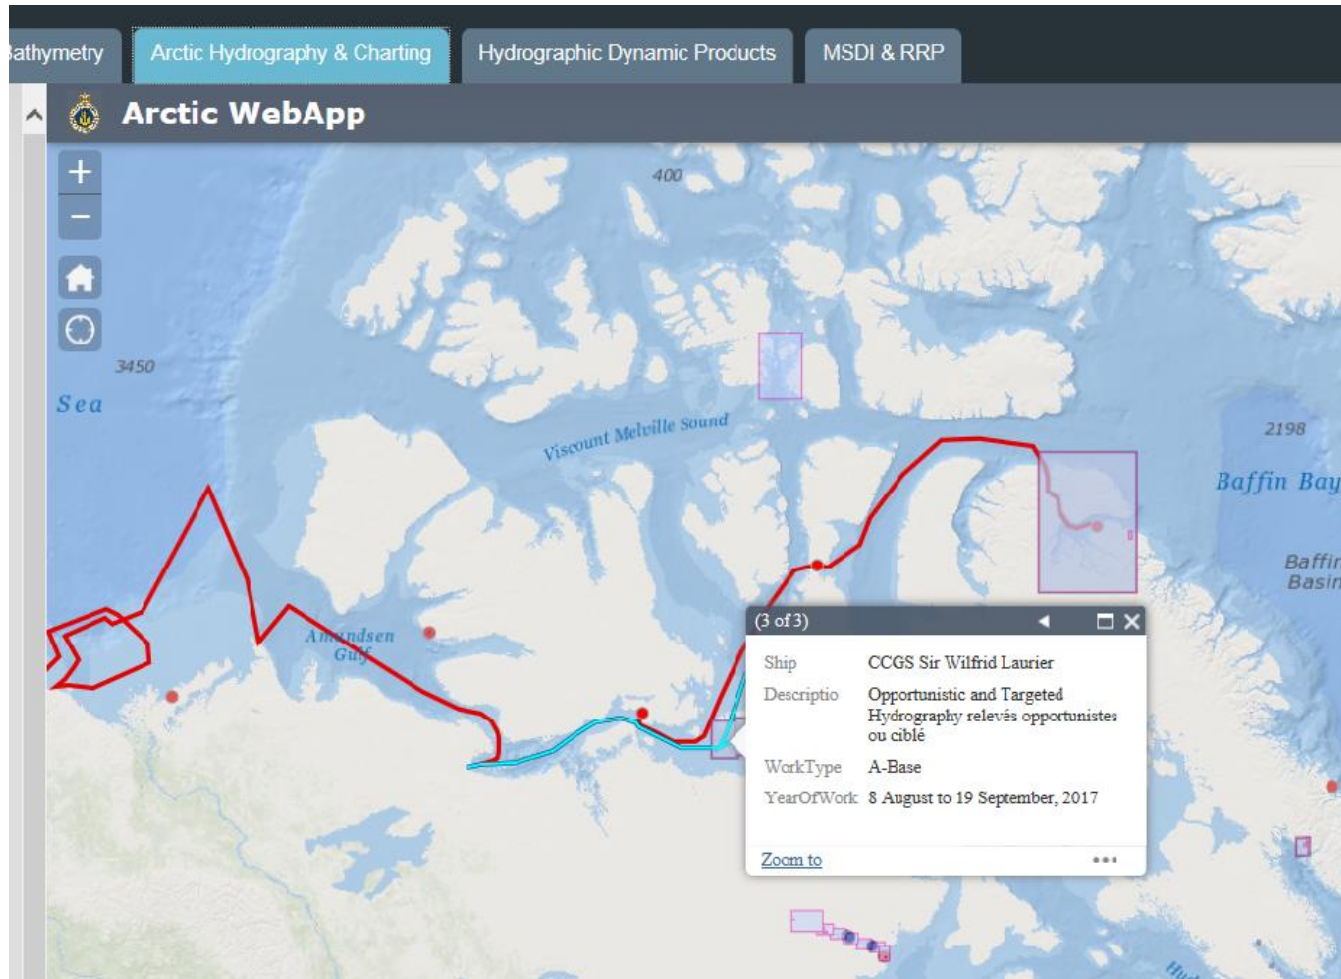 Bathymetry
Arctic Hydrography & Charting
Hydrographic Dynamic Products
MSDI & RRP
Arctic WebApp
+
−
400
3450
Sea
Viscount Melville Sound
2198
Baffin Bay
Baffin
Basin
Amundsen
Gulf
(3 of 3)
Ship CCGS Sir Wilfrid Laurier
Descriptio Opportunistic and Targeted
Hydrography relevés opportunistes
ou ciblé
WorkType A-Base
YearOfWork 8 August to 19 September, 2017
Zoom to